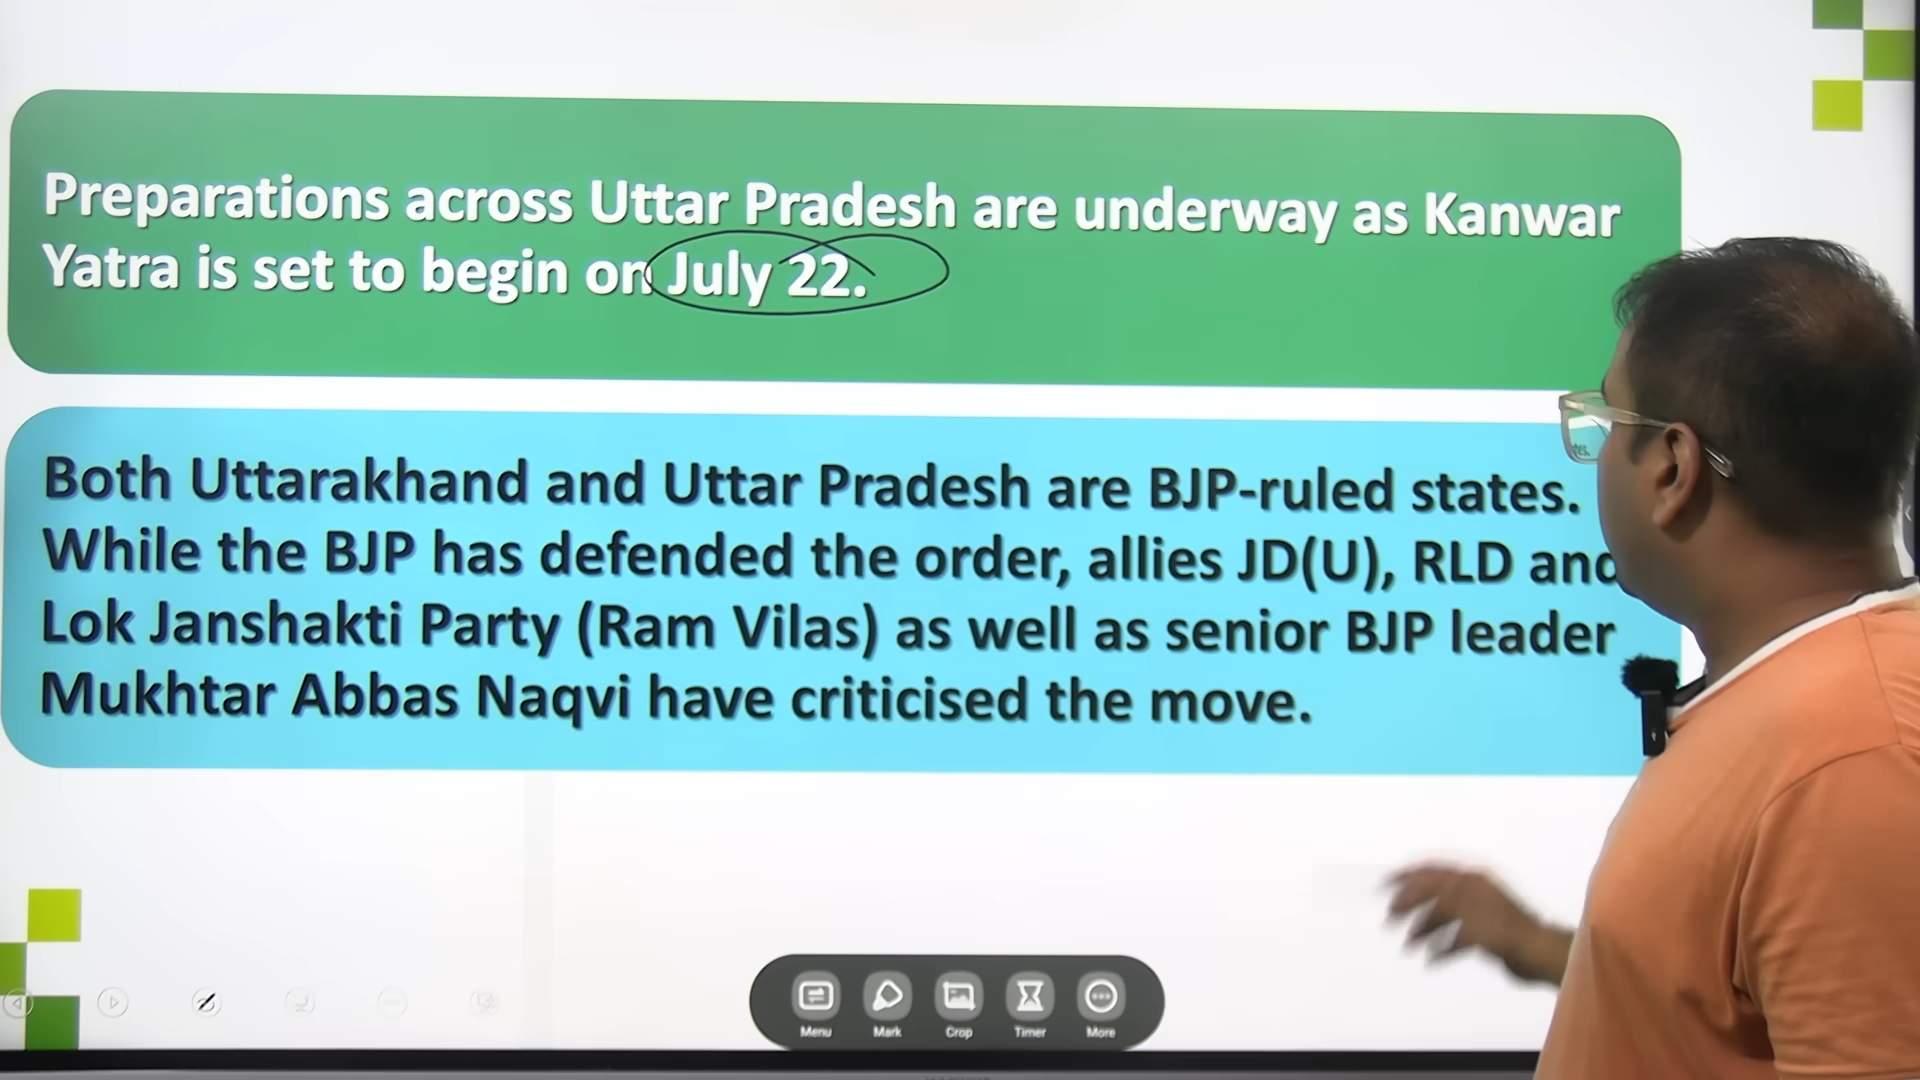 Preparations across Uttar Pradesh are underway as Kanwar
Yatra is set to begin on July 22.
Both Uttarakhand and Uttar Pradesh are BJP-ruled states.
While the BJP has defended the order, allies JD(U), RLD and
Lok Janshakti Party (Ram Vilas) as well as senior BJP leader
Mukhtar Abbas Naqvi have criticised the move.
Menu Mark Crop Timer More